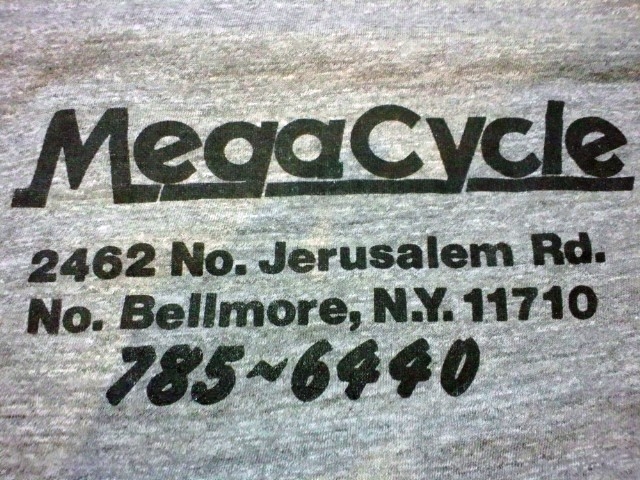 MegaCycle
2462 No. Jerusalem Rd.
No. Bellmore, N.Y. 11710
785~6440